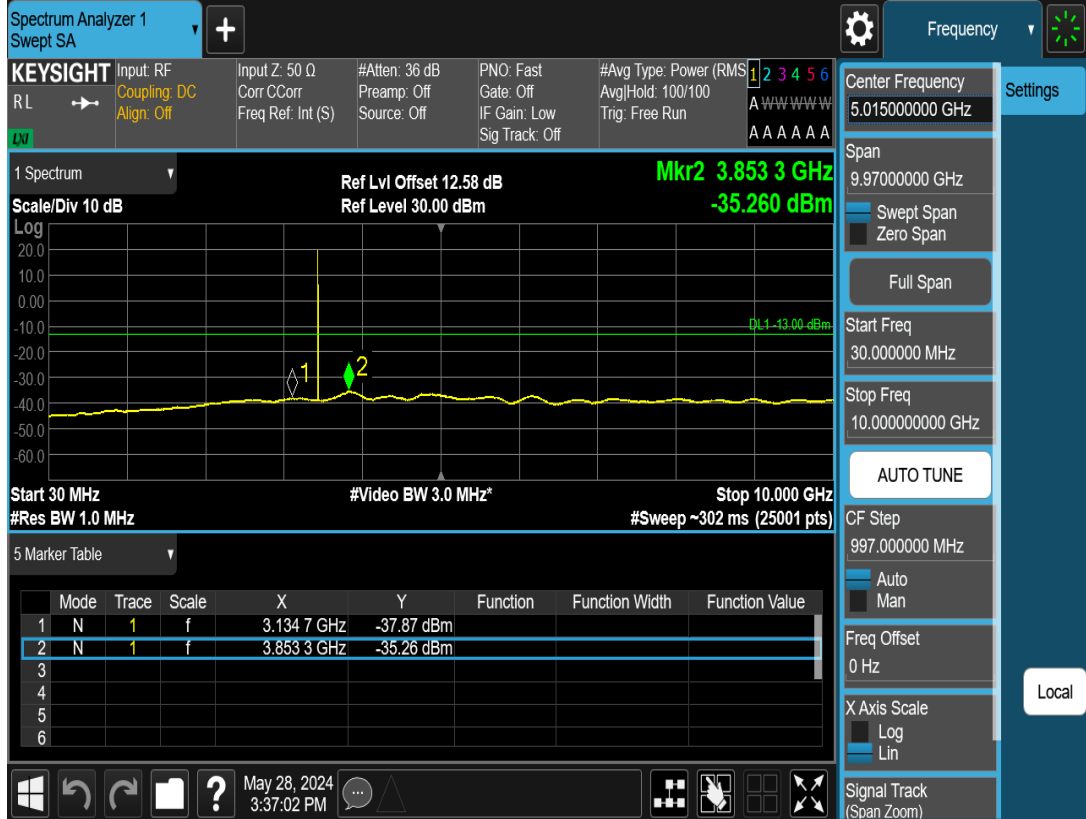 Spectrum Analyzer 1
Swept SA
+
Frequency
KEYSIGHT
RL
LXI
Input: RF
Coupling: DC
Align: Off
Input Z: 50 Ω
Corr CCorr
Freq Ref: Int (S)
#Atten: 36 dB
Preamp: Off
Source: Off
PNO: Fast
Gate: Off
IF Gain: Low
Sig Track: Off
#Avg Type: Power (RMS
Avg|Hold: 100/100
Trig: Free Run
1 2 3 4 5 6
A W W W W W
A A A A A A
1 Spectrum
Scale/Div 10 dB
Log
Ref Lvl Offset 12.58 dB
Ref Level 30.00 dBm
Mkr2 3.853 3 GHz
-35.260 dBm
20.0
10.0
0.00
-10.0
-20.0
-30.0
-40.0
-50.0
-60.0
DL1 -13.00 dBm
1
2
Start 30 MHz
#Video BW 3.0 MHz*
Stop 10.000 GHz
#Res BW 1.0 MHz
#Sweep ~302 ms (25001 pts)
5 Marker Table
Mode Trace Scale X Y Function Function Width Function Value
1 N 1 f 3.134 7 GHz -37.87 dBm
2 N 1 f 3.853 3 GHz -35.26 dBm
3
4
5
6
?
May 28, 2024
3:37:02 PM
Center Frequency
5.015000000 GHz
Settings
Span
9.97000000 GHz
Swept Span
Zero Span
Full Span
Start Freq
30.000000 MHz
Stop Freq
10.000000000 GHz
AUTO TUNE
CF Step
997.000000 MHz
Auto
Man
Freq Offset
0 Hz
Local
X Axis Scale
Log
Lin
Signal Track
(Span Zoom)